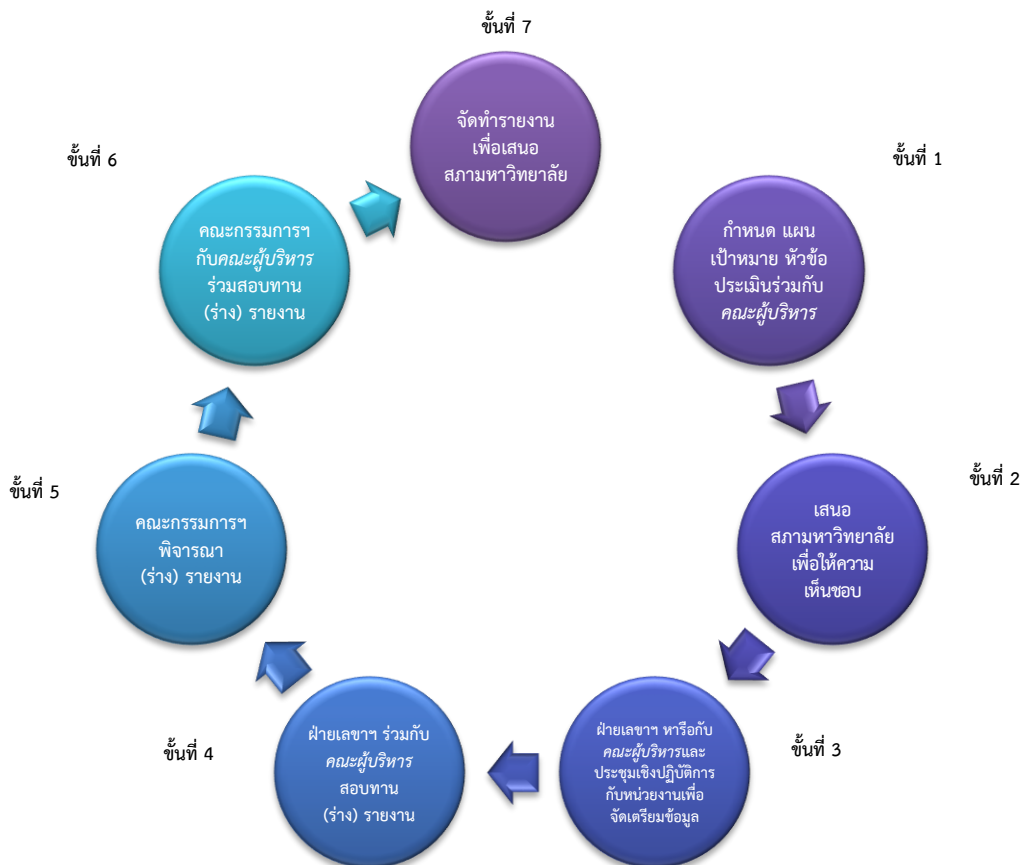 ขั้นที่ 7
จัดทำรายงาน
เพื่อเสนอ
สภามหาวิทยาลัย
ขั้นที่ 1
กำหนด แผน
เป้าหมาย หัวข้อ
ประเมินร่วมกับ
คณะผู้บริหาร
ขั้นที่ 2
เสนอ
สภามหาวิทยาลัย
เพื่อให้ความ
เห็นชอบ
ขั้นที่ 3
ฝ่ายเลขาฯ หารือกับ
คณะผู้บริหารและ
ประชุมเชิงปฏิบัติการ
กับหน่วยงานเพื่อ
จัดเตรียมข้อมูล
ขั้นที่ 4
ฝ่ายเลขาฯ ร่วมกับ
คณะผู้บริหาร
สอบทาน
(ร่าง) รายงาน
ขั้นที่ 5
คณะกรรมการฯ
พิจารณา
(ร่าง) รายงาน
ขั้นที่ 6
คณะกรรมการฯ
กับคณะผู้บริหาร
ร่วมสอบทาน
(ร่าง) รายงาน